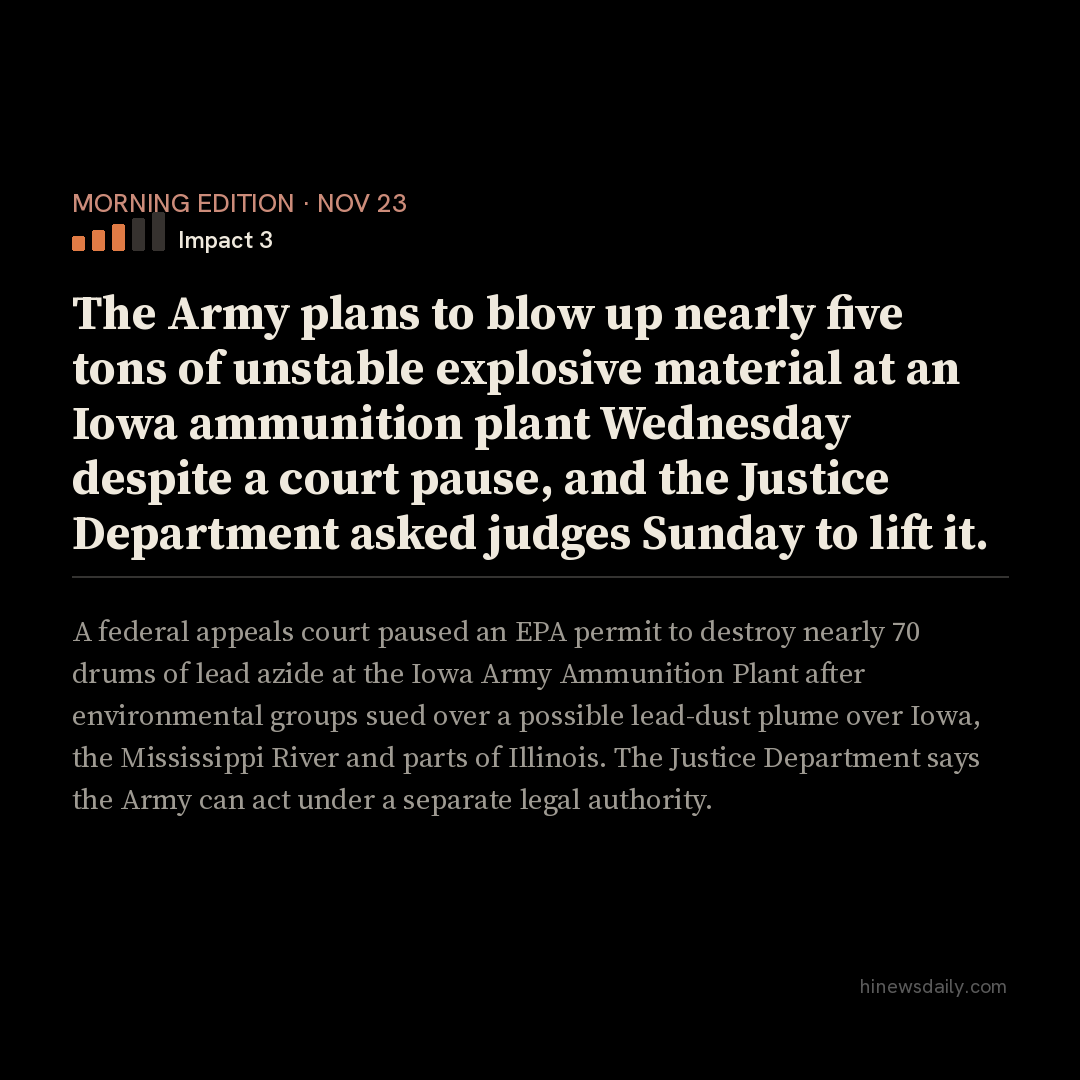 MORNING EDITION · NOV 23
Impact 3
The Army plans to blow up nearly five
tons of unstable explosive material at an
Iowa ammunition plant Wednesday
despite a court pause, and the Justice
Department asked judges Sunday to lift it.
A federal appeals court paused an EPA permit to destroy nearly 70
drums of lead azide at the Iowa Army Ammunition Plant after
environmental groups sued over a possible lead-dust plume over Iowa,
the Mississippi River and parts of Illinois. The Justice Department says
the Army can act under a separate legal authority.
hinewsdaily.com